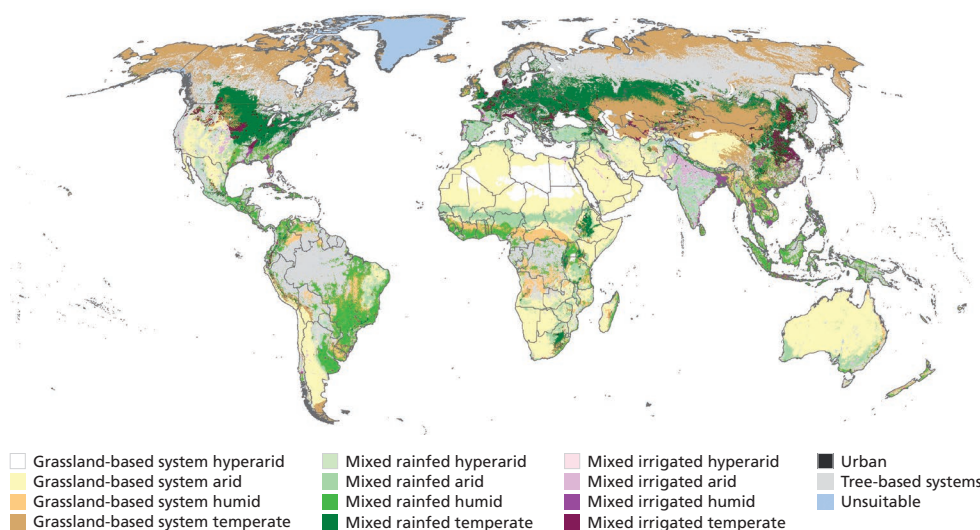 Grassland-based system hyperarid
Grassland-based system arid
Grassland-based system humid
Grassland-based system temperate
Mixed rainfed hyperarid
Mixed rainfed arid
Mixed rainfed humid
Mixed rainfed temperate
Mixed irrigated hyperarid
Mixed irrigated arid
Mixed irrigated humid
Mixed irrigated temperate
Urban
Tree-based systems
Unsuitable